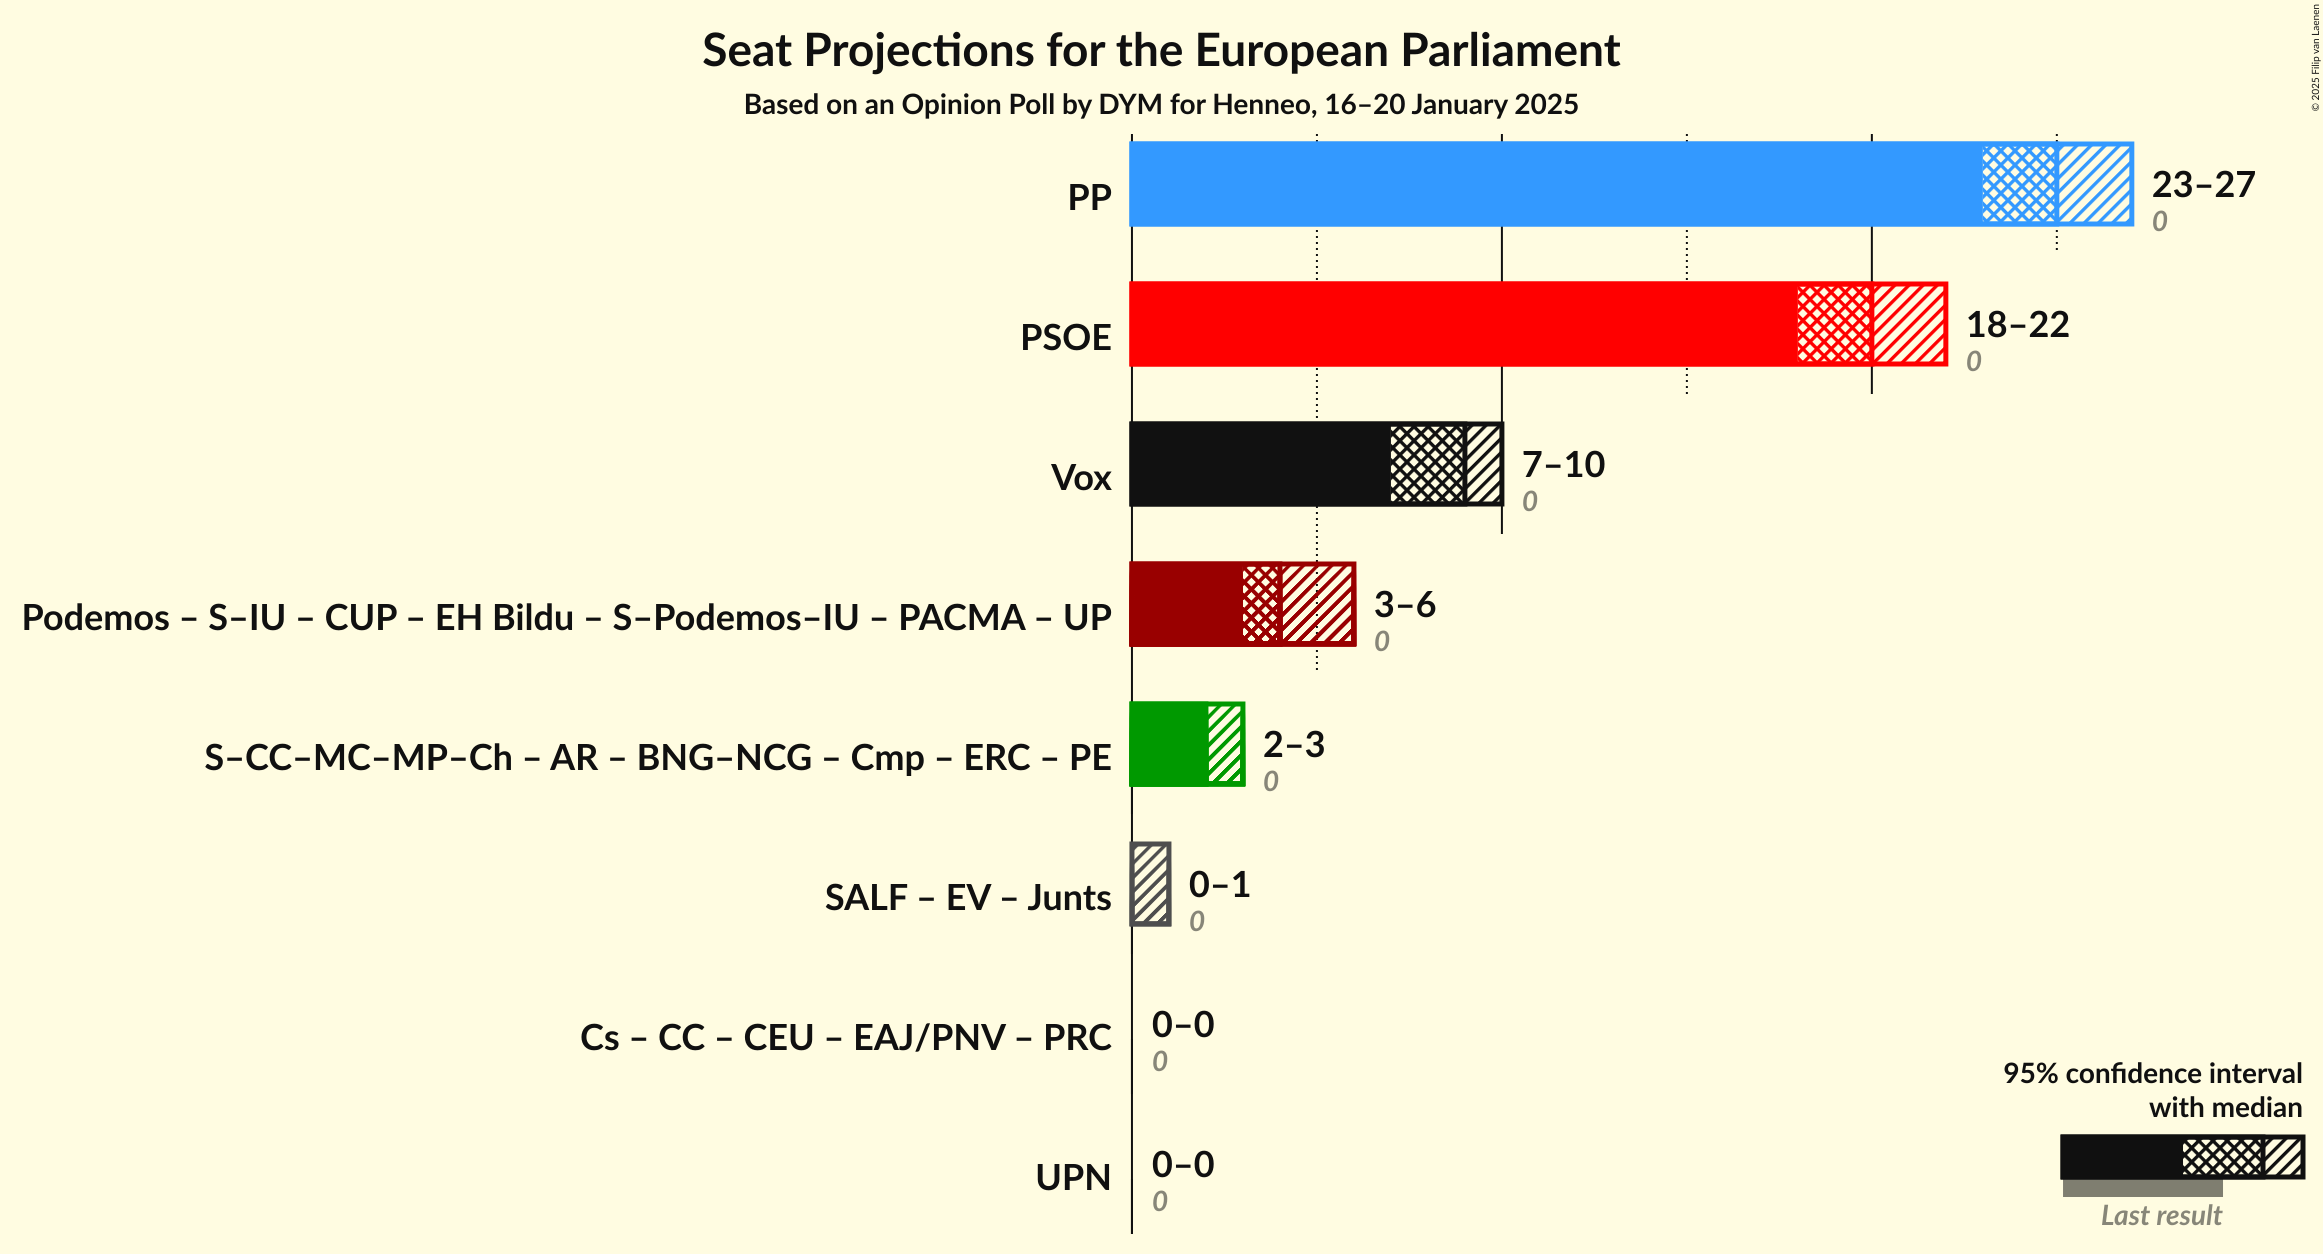 Seat Projections for the European Parliament
Based on an Opinion Poll by DYM for Henneo, 16–20 January 2025
© 2025 Filip van Laenen
PP
23–27
0
PSOE
18–22
0
Vox
7–10
0
Podemos – S–IU – CUP – EH Bildu – S–Podemos–IU – PACMA – UP
3–6
0
S–CC–MC–MP–Ch – AR – BNG–NCG – Cmp – ERC – PE
2–3
0
SALF – EV – Junts
0–1
0
Cs – CC – CEU – EAJ/PNV – PRC
0–0
0
UPN
0–0
0
95% confidence interval
with median
Last result